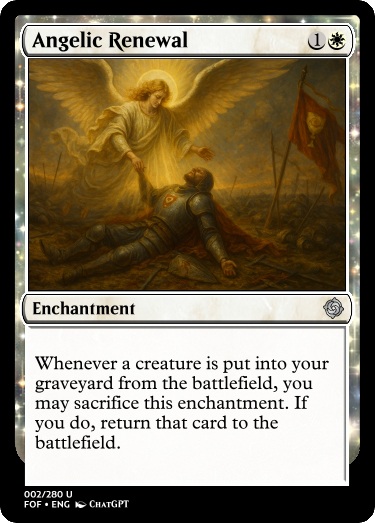 Angelic Renewal 1
Enchantment
Whenever a creature is put into your
graveyard from the battlefield, you
may sacrifice this enchantment. If
you do, return that card to the
battlefield.
002/280 U
FOF • ENG ChatGPT